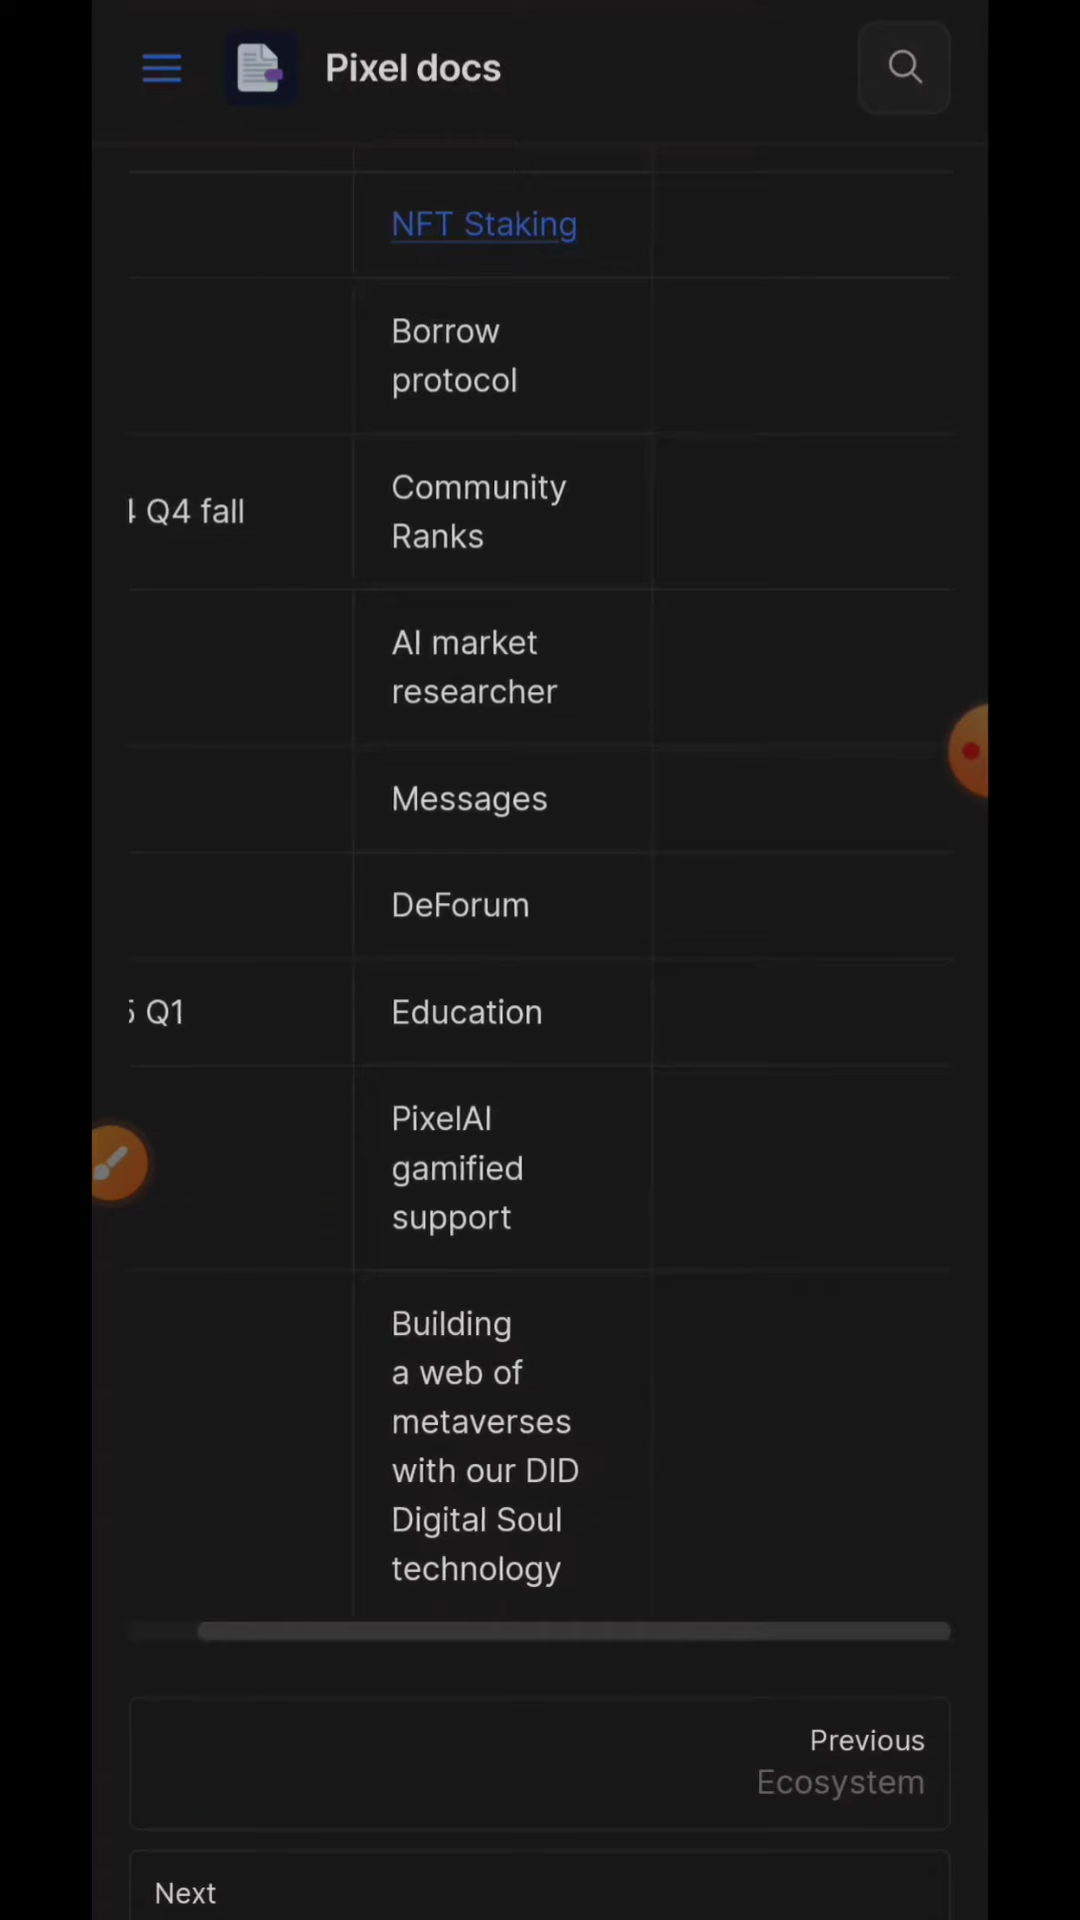 Pixel docs
NFT Staking
Borrow
protocol
Q4 fall
Community
Ranks
AI market
researcher
Messages
DeForum
Q1
Education
PixelAI
gamified
support
Building
a web of
metaverses
with our DID
Digital Soul
technology
Previous
Ecosystem
Next